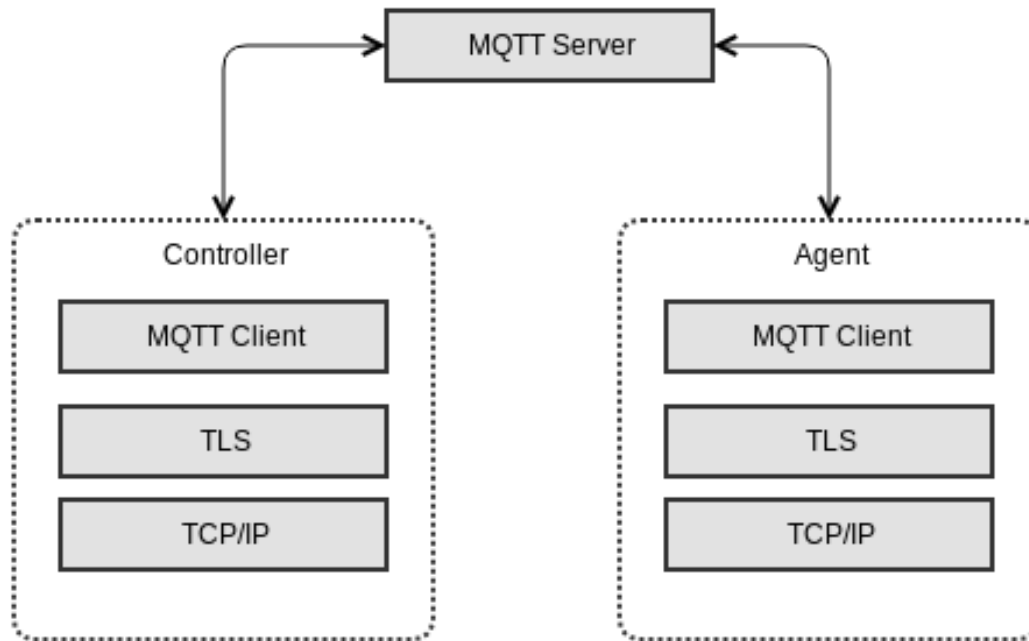 MQTT Server
Controller
MQTT Client
TLS
TCP/IP
Agent
MQTT Client
TLS
TCP/IP